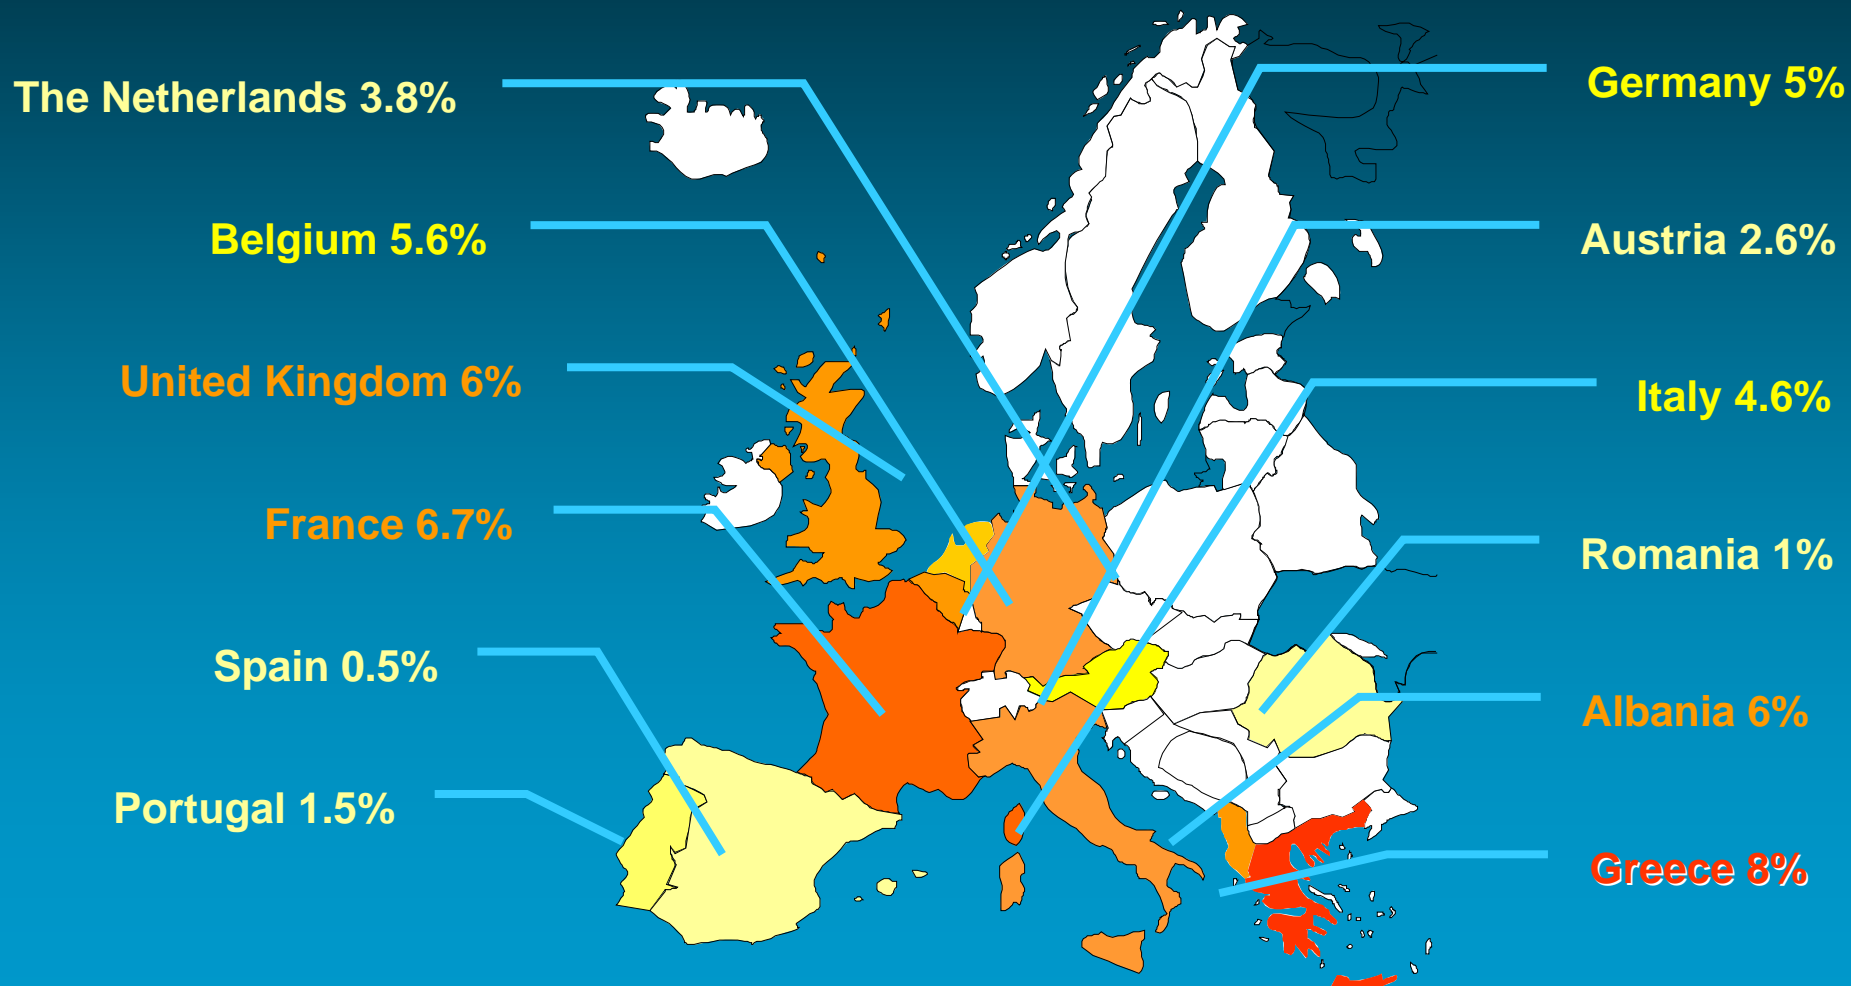 The Netherlands 3.8%
Belgium 5.6%
United Kingdom 6%
France 6.7%
Spain 0.5%
Portugal 1.5%
Germany 5%
Austria 2.6%
Italy 4.6%
Romania 1%
Albania 6%
Greece 8%